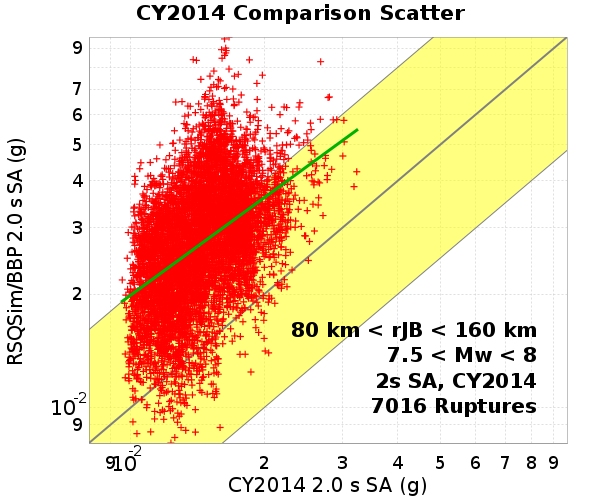 CY2014 Comparison Scatter
RSQSim/BBP 2.0 s SA (g)
9
7
6
5
4
3
2
10-2
9
80 km < rJB < 160 km
7.5 < Mw < 8
2s SA, CY2014
7016 Ruptures
9 10-2 2 3 4 5 6 7 8 9
CY2014 2.0 s SA (g)